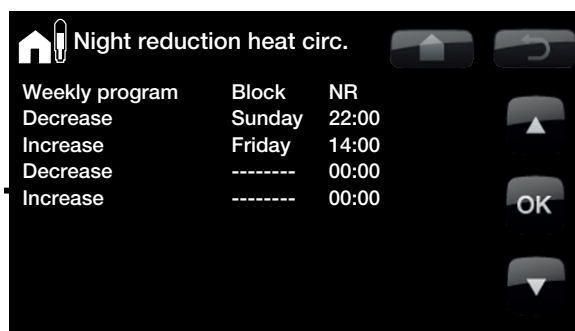 Night reduction heat circ.
Weekly program Block NR
Decrease Sunday 22:00
Increase Friday 14:00
Decrease -------- 00:00
Increase -------- 00:00
OK